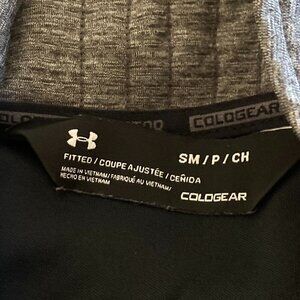 COLDGEAR
FITTED / COUPE AJUSTÉE / CEÑIDA
SM / P / CH
MADE IN VIETNAM / FABRIQUÉ AU VIETNAM /
HECHO EN VIETNAM
COLDGEAR